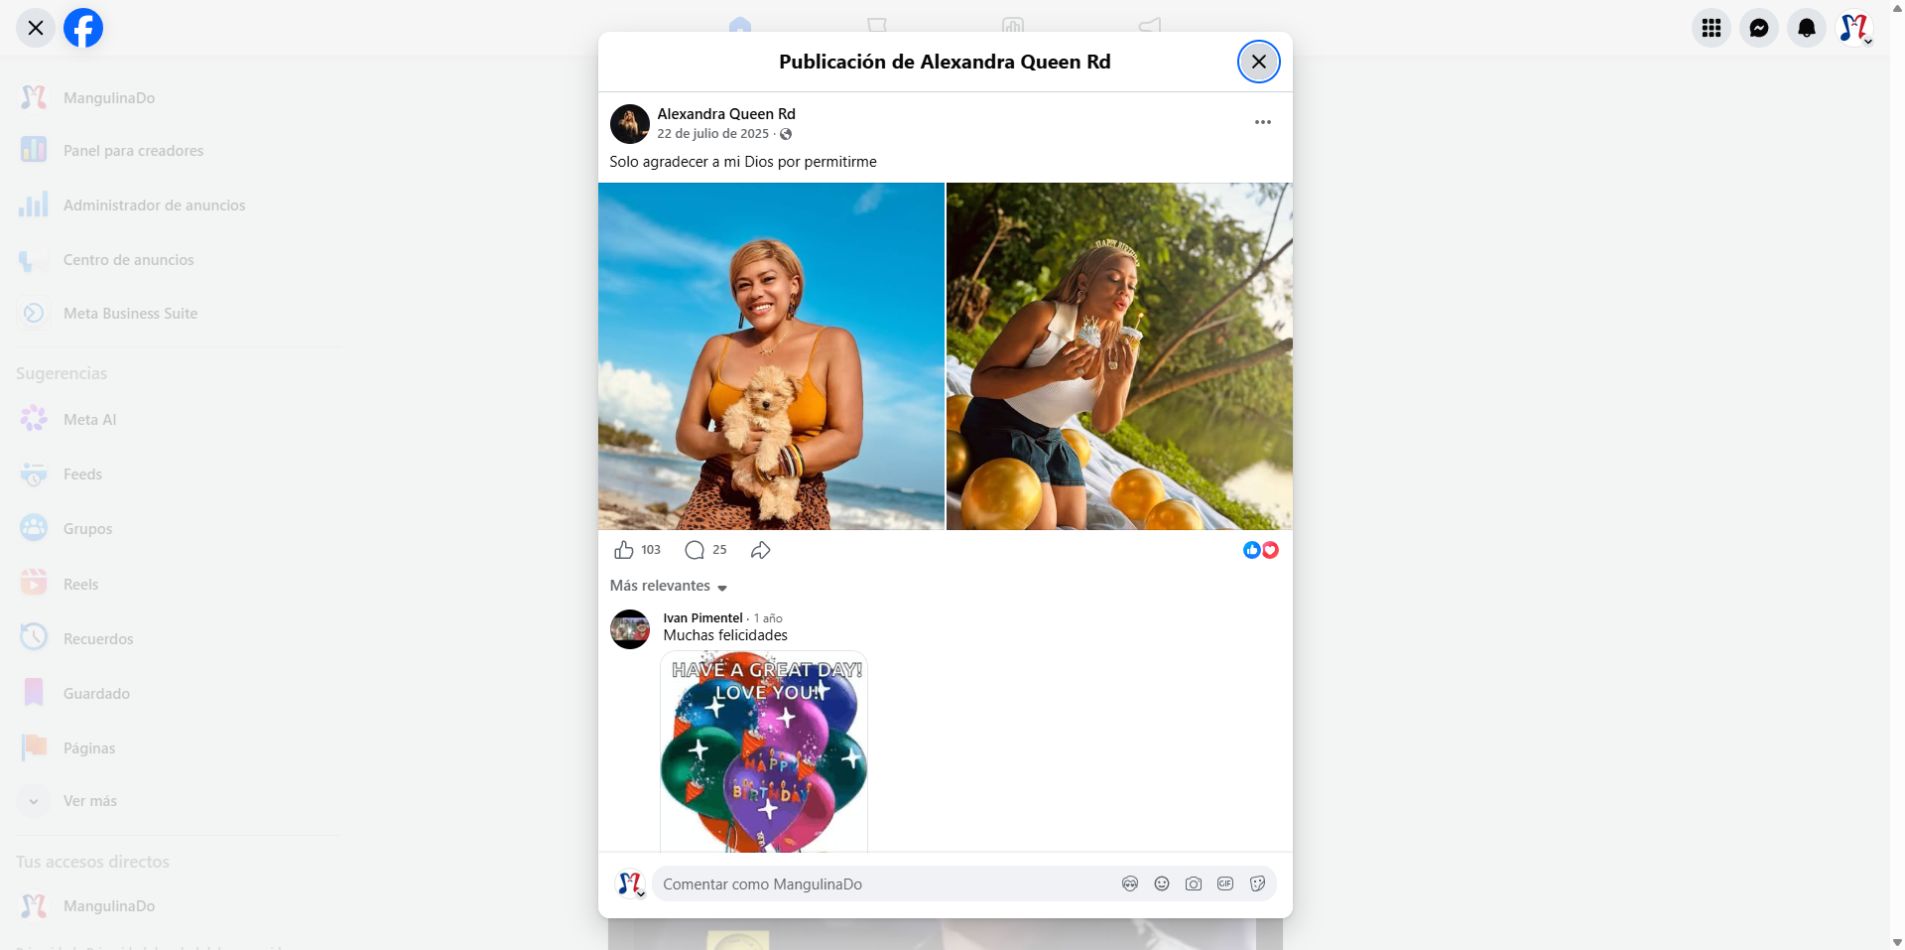 Publicación de Alexandra Queen Rd
Alexandra Queen Rd
22 de julio de 2025 ·
Solo agradecer a mi Dios por permitirme
HAPPY BIRTHDAY
103
25
Más relevantes
Ivan Pimentel · 1 año
Muchas felicidades
HAVE A GREAT DAY!
LOVE YOU!
HAPPY
BIRTHDAY
Comentar como MangulinaDo
GIF
MangulinaDo
Panel para creadores
Administrador de anuncios
Centro de anuncios
Meta Business Suite
Sugerencias
Meta AI
Feeds
Grupos
Reels
Recuerdos
Guardado
Páginas
Ver más
Tus accesos directos
MangulinaDo